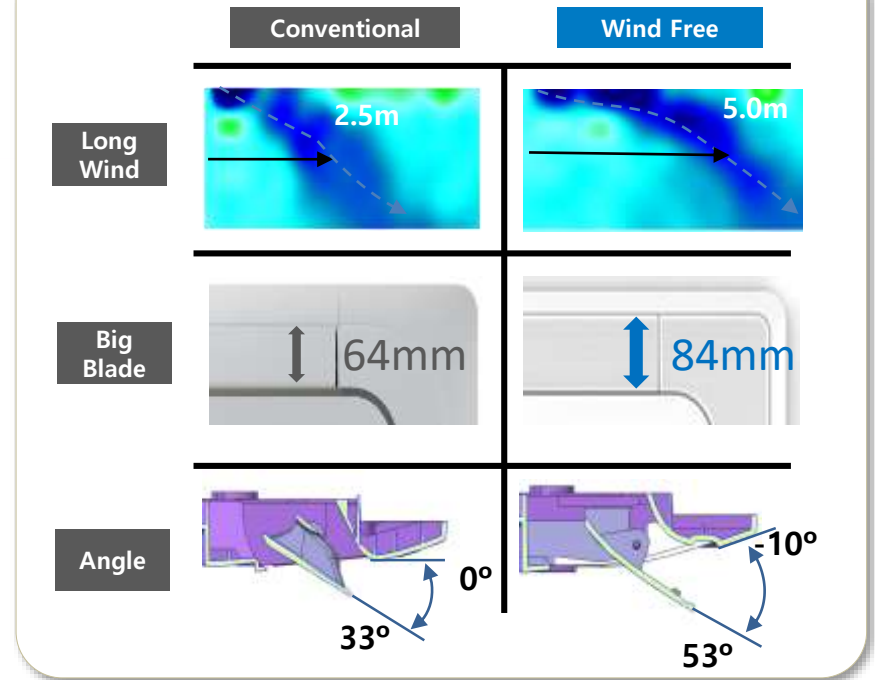 Conventional
Wind Free
Long
Wind
2.5m
5.0m
Big
Blade
64mm
84mm
Angle
0º
33º
-10º
53º